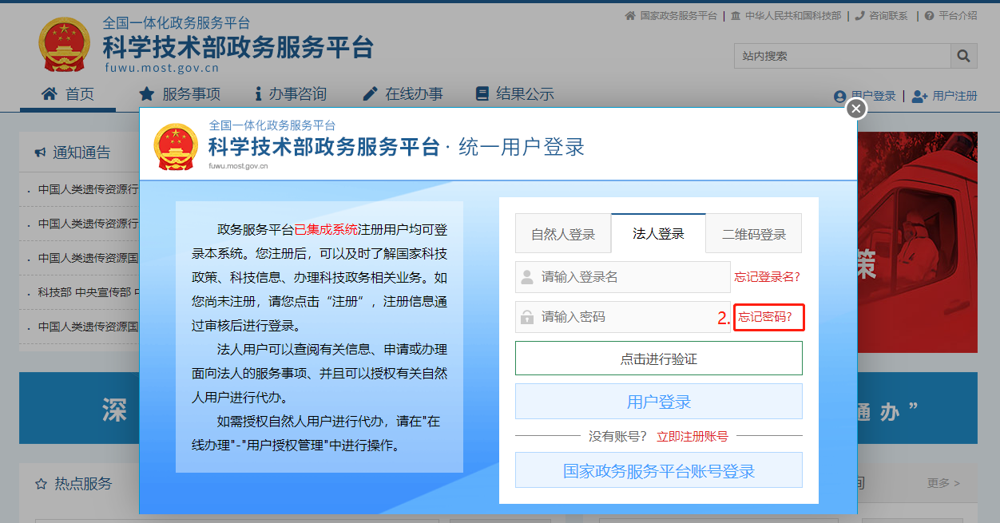 国家政务服务平台 | 中华人民共和国科技部 | 咨询联系 | 平台介绍
全国一体化政务服务平台
科学技术部政务服务平台
fuwu.most.gov.cn
站内搜索
首页 服务事项 办事咨询 在线办事 结果公示
用户登录 | 用户注册
全国一体化政务服务平台
科学技术部政务服务平台 · 统一用户登录
fuwu.most.gov.cn
通知通告
. 中国人类遗传资源行
. 中国人类遗传资源行
. 中国人类遗传资源国
. 科技部 中央宣传部
. 中国人类遗传资源国
深
热点服务
政务服务平台已集成系统注册用户均可登
录本系统。您注册后，可以及时了解国家科技
政策、科技信息、办理科技政务相关业务。如
您尚未注册，请您点击“注册”，注册信息通
过审核后进行登录。
法人用户可以查阅有关信息、申请或办理
面向法人的服务事项、并且可以授权有关自然
人用户进行代办。
如需授权自然人用户进行代办，请在"在
线办理"-"用户授权管理"中进行操作。
自然人登录 法人登录 二维码登录
请输入登录名 忘记登录名?
请输入密码 2. 忘记密码?
点击进行验证
用户登录
没有账号? 立即注册账号
国家政务服务平台账号登录
策
通办”
更多 >